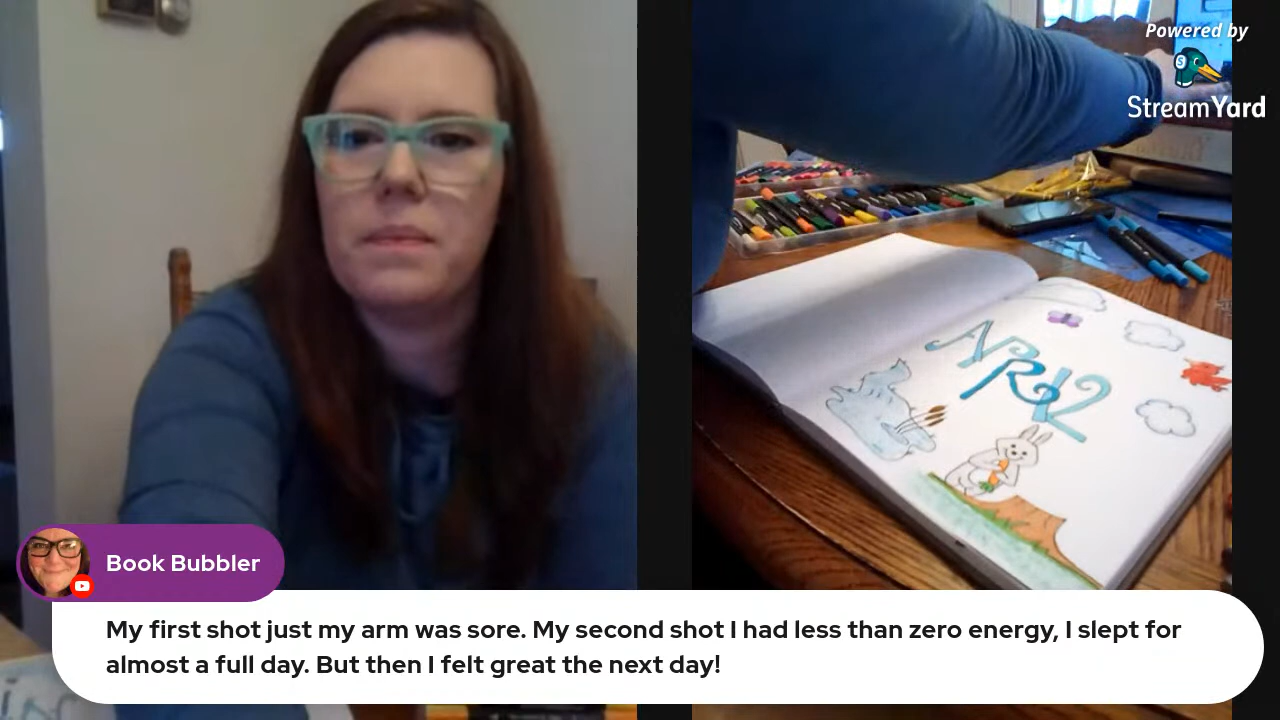 Powered by
StreamYard
APRIL
Book Bubbler
My first shot just my arm was sore. My second shot I had less than zero energy, I slept for
almost a full day. But then I felt great the next day!